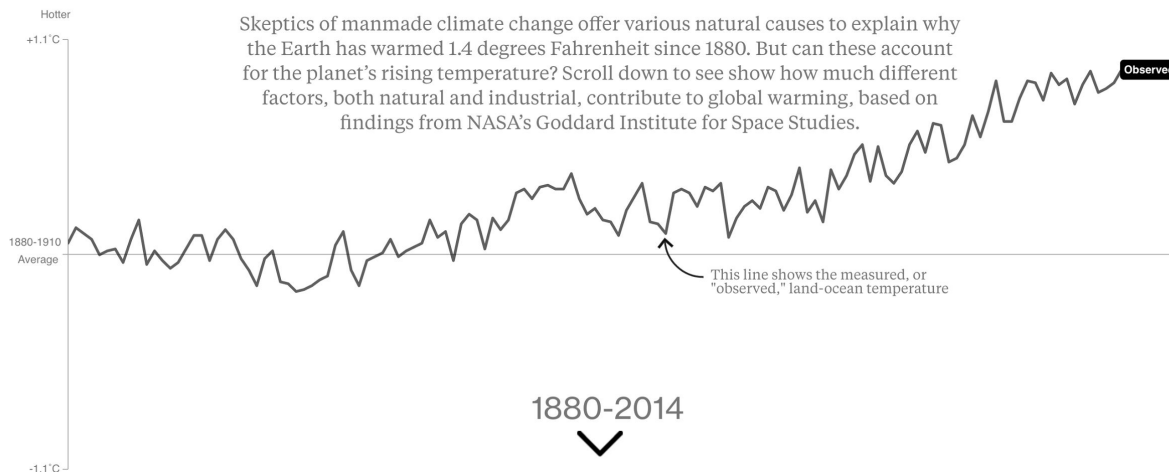 Hotter
+1.1°C
Skeptics of manmade climate change offer various natural causes to explain why
the Earth has warmed 1.4 degrees Fahrenheit since 1880. But can these account
for the planet's rising temperature? Scroll down to see show how much different
factors, both natural and industrial, contribute to global warming, based on
findings from NASA's Goddard Institute for Space Studies.
Observed
1880-1910
Average
This line shows the measured, or
"observed," land-ocean temperature
1880-2014
-1.1°C